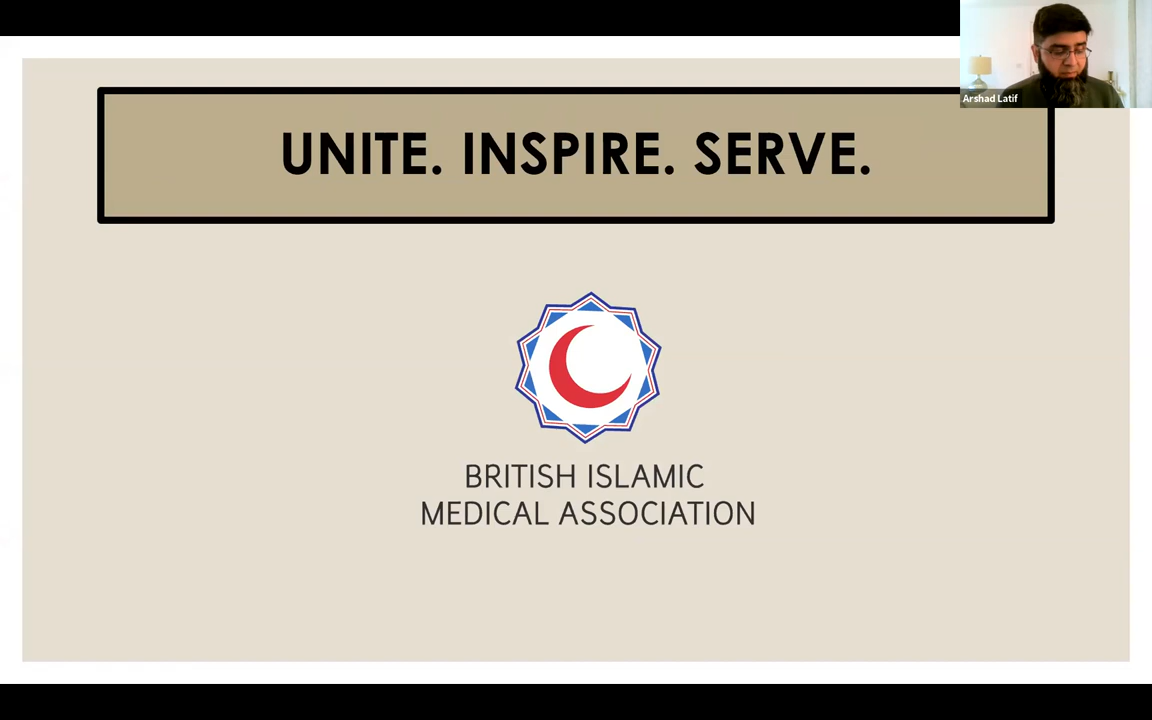 Arshad Latif
UNITE. INSPIRE. SERVE.
BRITISH ISLAMIC
MEDICAL ASSOCIATION